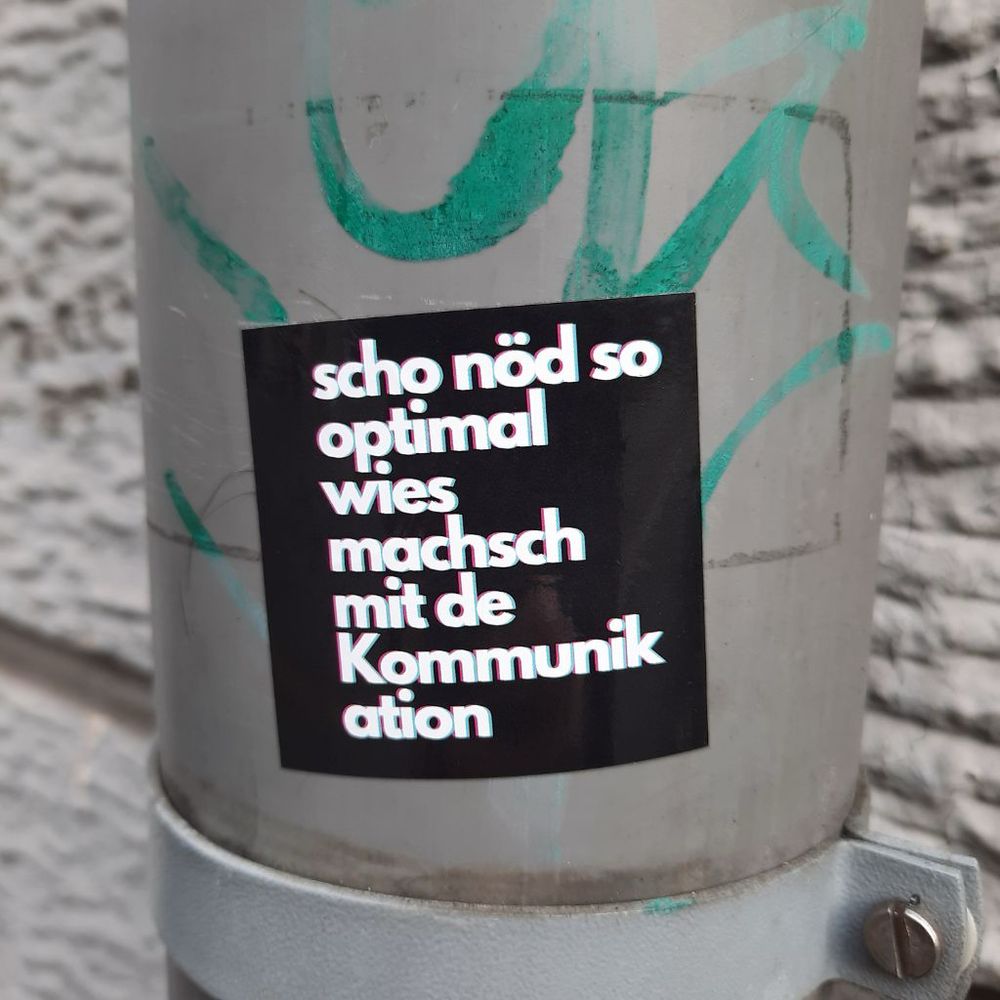 scho nöd so
optimal
wies
machsch
mit de
Kommunik
ation